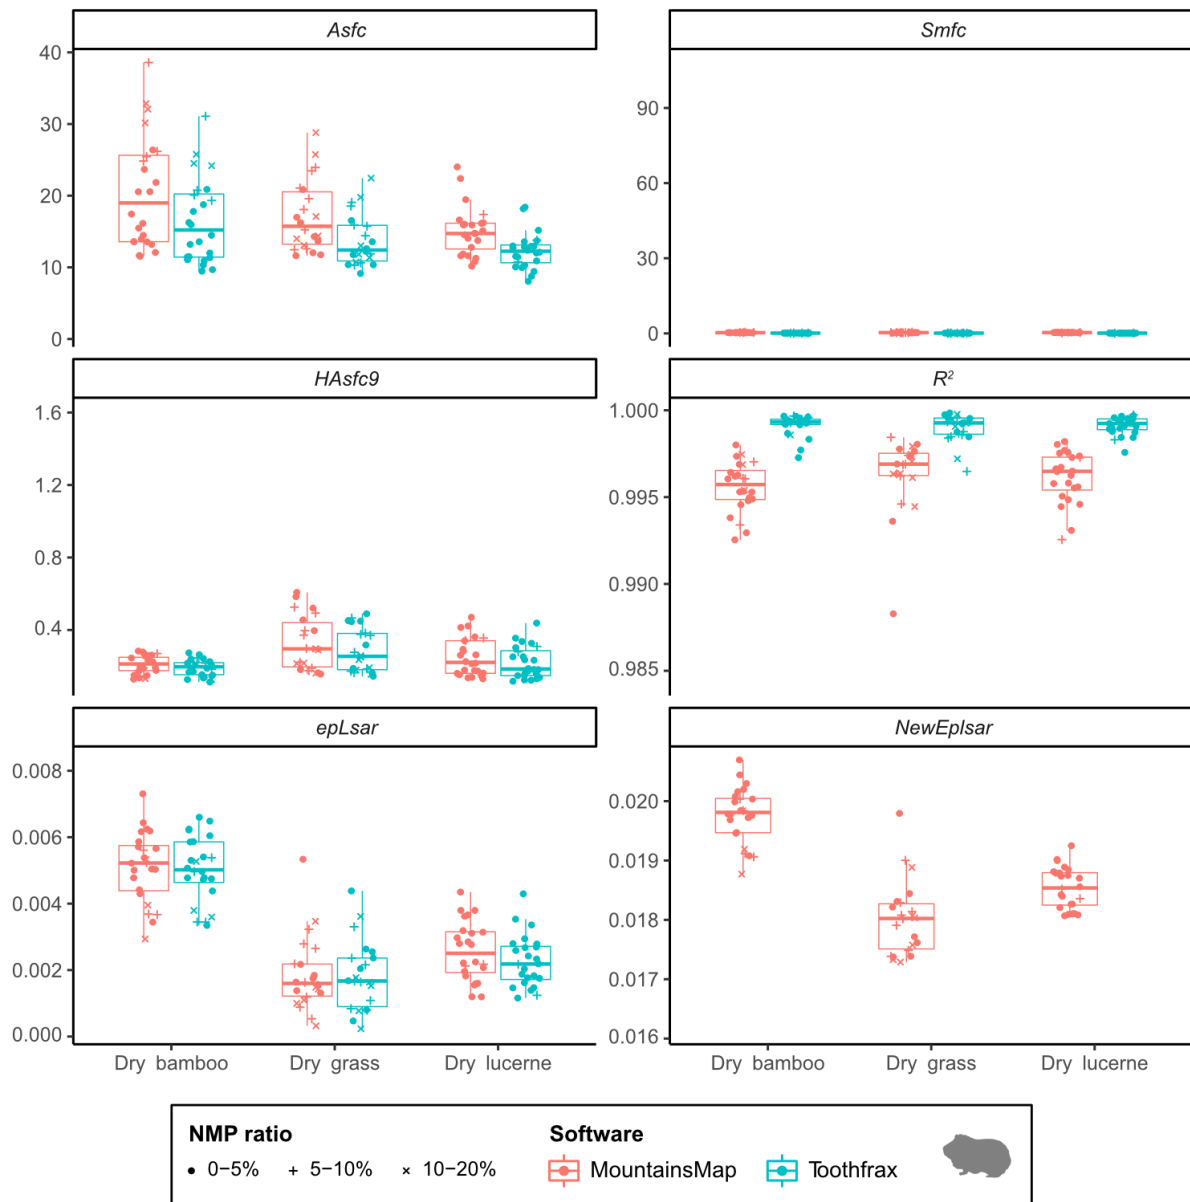 Asfc
Smfc
40
30
20
10
0
90
60
30
0
HAsfc9
R²
1.6
1.2
0.8
0.4
1.000
0.995
0.990
0.985
epLsar
NewEplsar
0.008
0.006
0.004
0.002
0.000
0.020
0.019
0.018
0.017
0.016
Dry bamboo Dry grass Dry lucerne
Dry bamboo Dry grass Dry lucerne
NMP ratio Software
0−5% 5−10% 10−20% MountainsMap Toothfrax